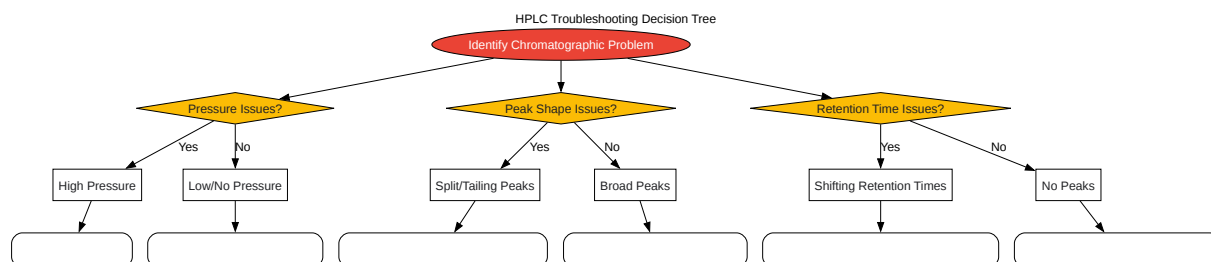 HPLC Troubleshooting Decision Tree
Identify Chromatographic Problem
Pressure Issues?
Peak Shape Issues?
Retention Time Issues?
Yes
No
Yes
No
Yes
No
High Pressure
Low/No Pressure
Split/Tailing Peaks
Broad Peaks
Shifting Retention Times
No Peaks